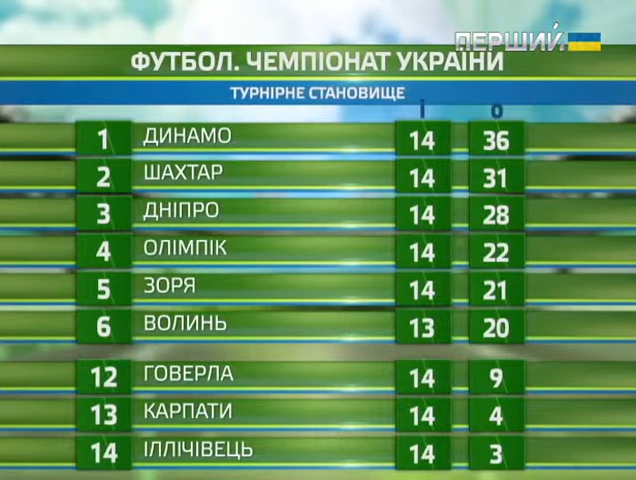 ПЕРШИЙ
ФУТБОЛ. ЧЕМПІОНАТ УКРАЇНИ
ТУРНІРНЕ СТАНОВИЩЕ
І О
1 ДИНАМО 14 36
2 ШАХТАР 14 31
3 ДНІПРО 14 28
4 ОЛІМПІК 14 22
5 ЗОРЯ 14 21
6 ВОЛИНЬ 13 20
12 ГОВЕРЛА 14 9
13 КАРПАТИ 14 4
14 ІЛЛІЧІВЕЦЬ 14 3